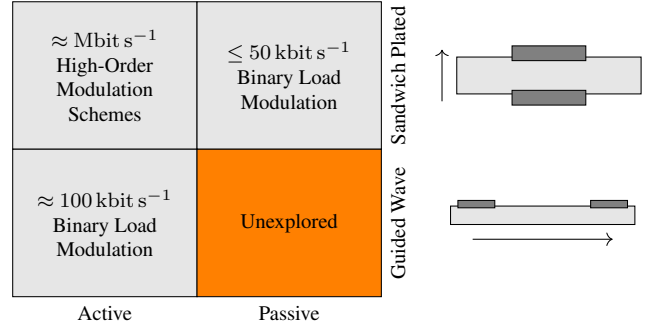 ≈ Mbit s⁻¹
High-Order
Modulation
Schemes
≤ 50 kbit s⁻¹
Binary Load
Modulation
Sandwich Plated
≈ 100 kbit s⁻¹
Binary Load
Modulation
Unexplored
Guided Wave
Active
Passive